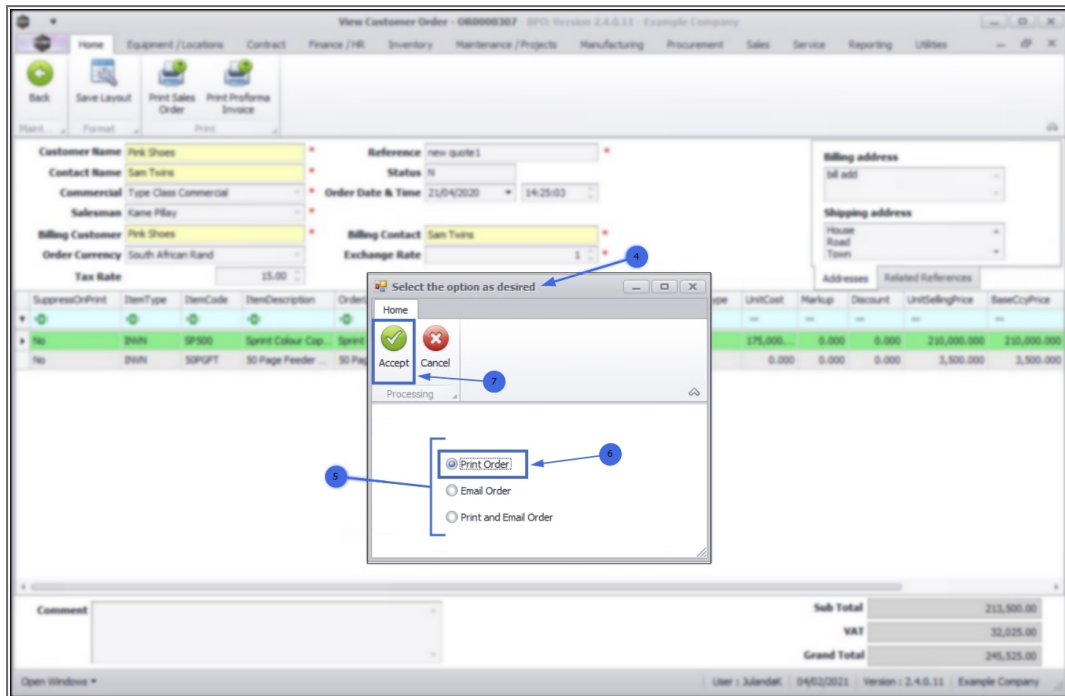 View Customer Order - OR0000307 - BPO: Version 2.4.0.11 - Example Company
Home Equipment / Locations Contract Finance / HR Inventory Maintenance / Projects Manufacturing Procurement Sales Service Reporting Utilities
Back Save Layout Print Sales Order Print Proforma Invoice
Maint... Format Print
Customer Name Pink Shoes * Reference new quote1 *
Contact Name Sam Twins * Status N
Commercial Type Class Commercial * Order Date & Time 21/04/2020 14:25:03
Salesman Kame Pillay *
Billing Customer Pink Shoes * Billing Contact Sam Twins *
Order Currency South African Rand Exchange Rate 1 *
Tax Rate 15.00
Billing address
bill add
Shipping address
House
Road
Town
Addresses Related References
4
Select the option as desired
Home
Accept Cancel
7
Processing
5
6
Print Order
Email Order
Print and Email Order
SuppressOnPrint ItemType ItemCode ItemDescription UnitCost Markup Discount UnitSellingPrice BaseCcyPrice
No INVN SP500 Sprint Colour Cap... Sprint 175,000.... 0.000 0.000 210,000.000 210,000.000
No INVN 50PGFT 50 Page Feeder ... 50 Pag 0.000 0.000 0.000 3,500.000 3,500.000
Comment
Sub Total 213,500.00
VAT 32,025.00
Grand Total 245,525.00
Open Windows User : JulandaK 04/02/2021 Version : 2.4.0.11 Example Company